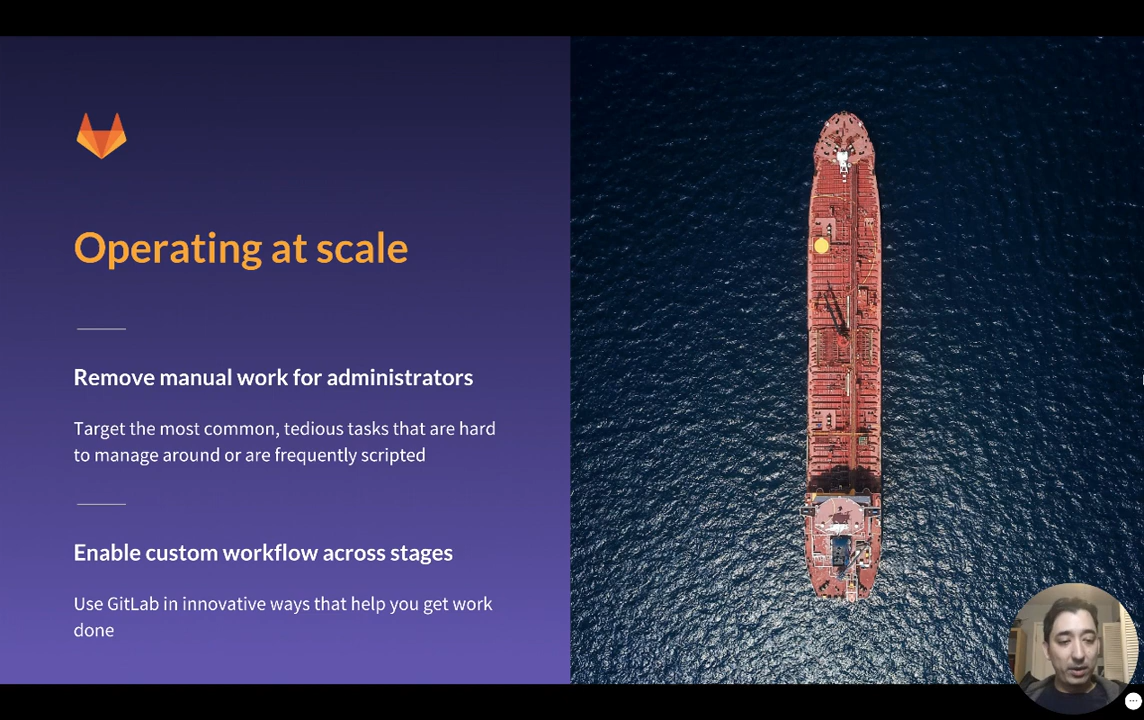 Operating at scale
Remove manual work for administrators
Target the most common, tedious tasks that are hard
to manage around or are frequently scripted
Enable custom workflow across stages
Use GitLab in innovative ways that help you get work
done